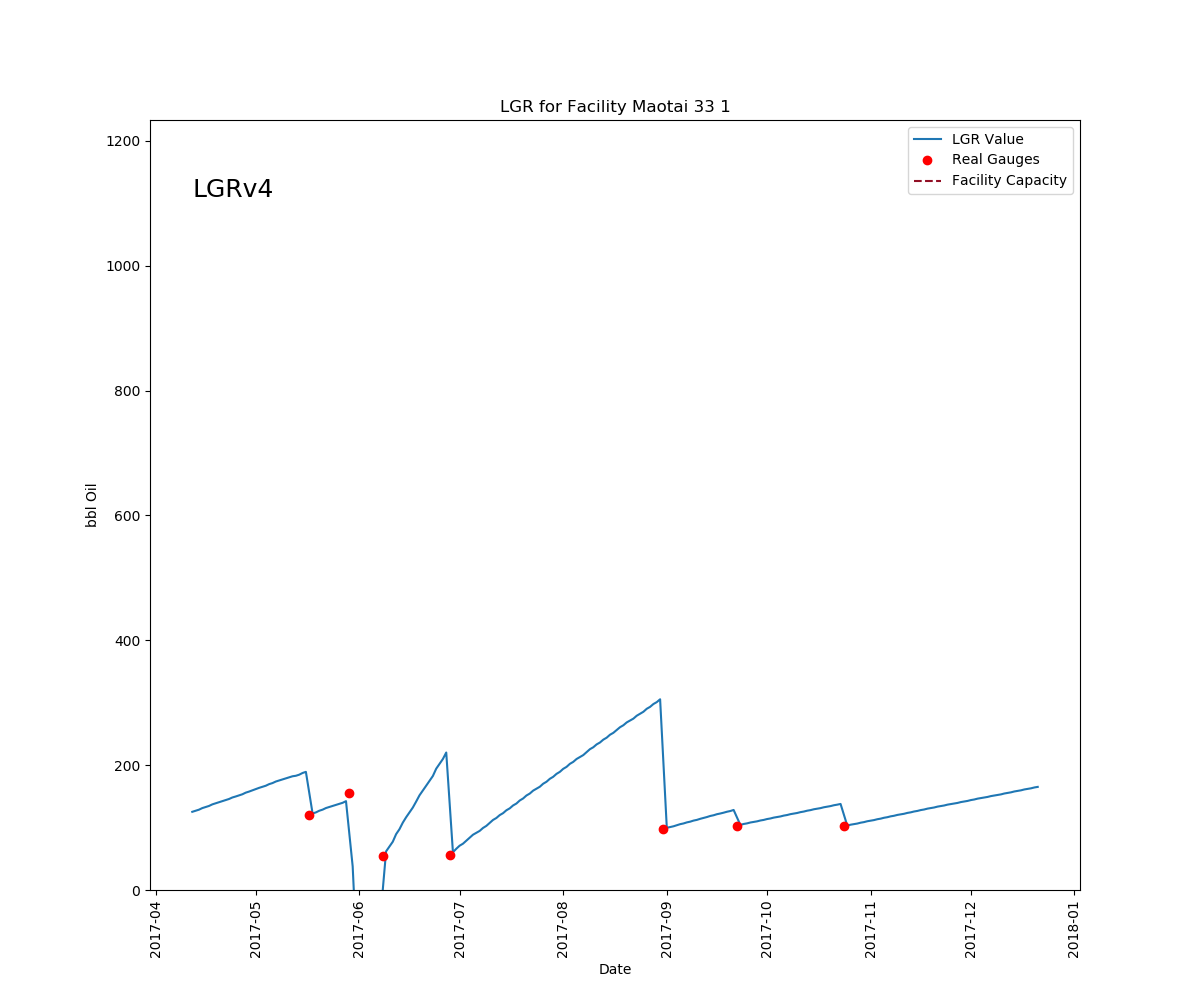 LGR for Facility Maotai 33 1
LGRv4
LGR Value
Real Gauges
Facility Capacity
bbl Oil
1200
1000
800
600
400
200
0
2017-04
2017-05
2017-06
2017-07
2017-08
2017-09
2017-10
2017-11
2017-12
2018-01
Date